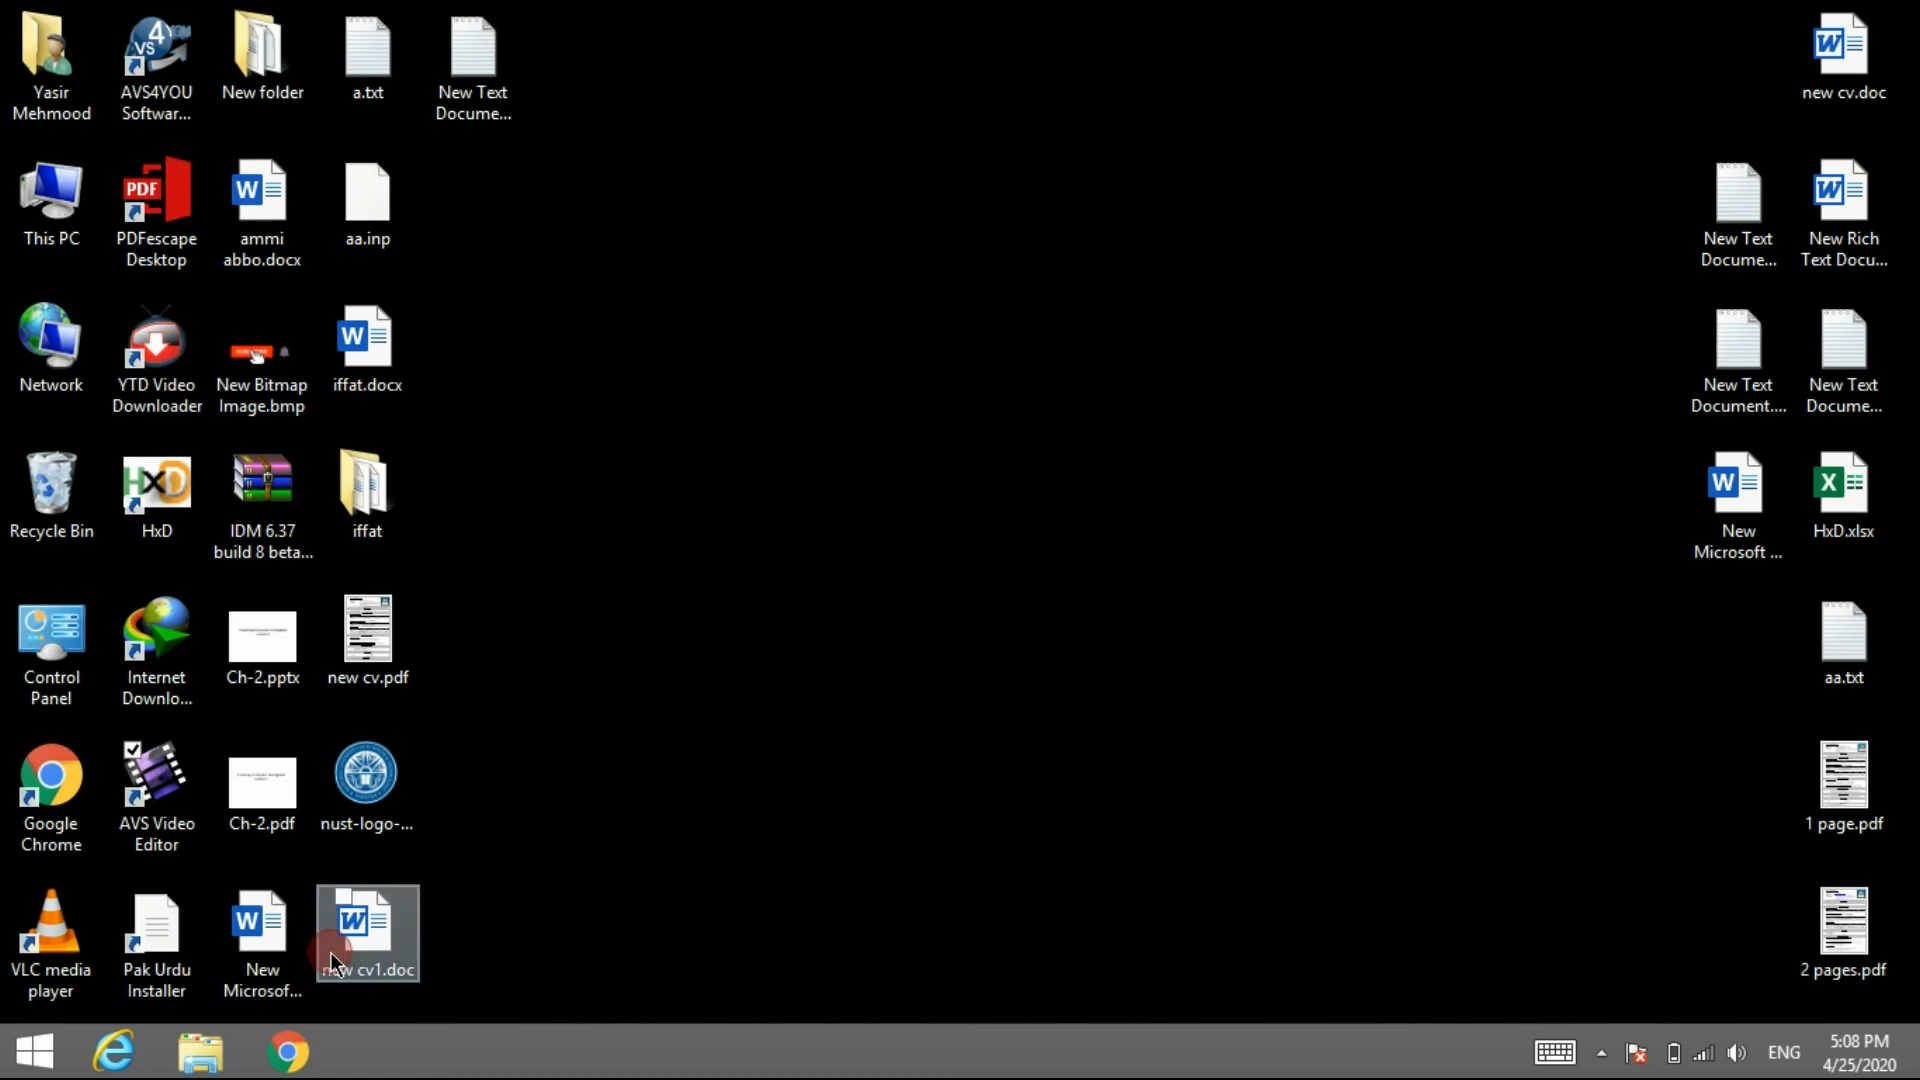 Yasir
Mehmood
AVS4YOU
Softwar...
New folder
a.txt
New Text
Docume...
new cv.doc
This PC
PDFescape
Desktop
ammi
abbo.docx
aa.inp
New Text
Docume...
New Rich
Text Docu...
Network
YTD Video
Downloader
New Bitmap
Image.bmp
iffat.docx
New Text
Document....
New Text
Docume...
Recycle Bin
HxD
IDM 6.37
build 8 beta...
iffat
New
Microsoft ...
HxD.xlsx
Control
Panel
Internet
Downlo...
Ch-2.pptx
new cv.pdf
aa.txt
Google
Chrome
AVS Video
Editor
Ch-2.pdf
nust-logo-...
1 page.pdf
VLC media
player
Pak Urdu
Installer
New
Microsof...
new cv1.doc
2 pages.pdf
ENG
5:08 PM
4/25/2020